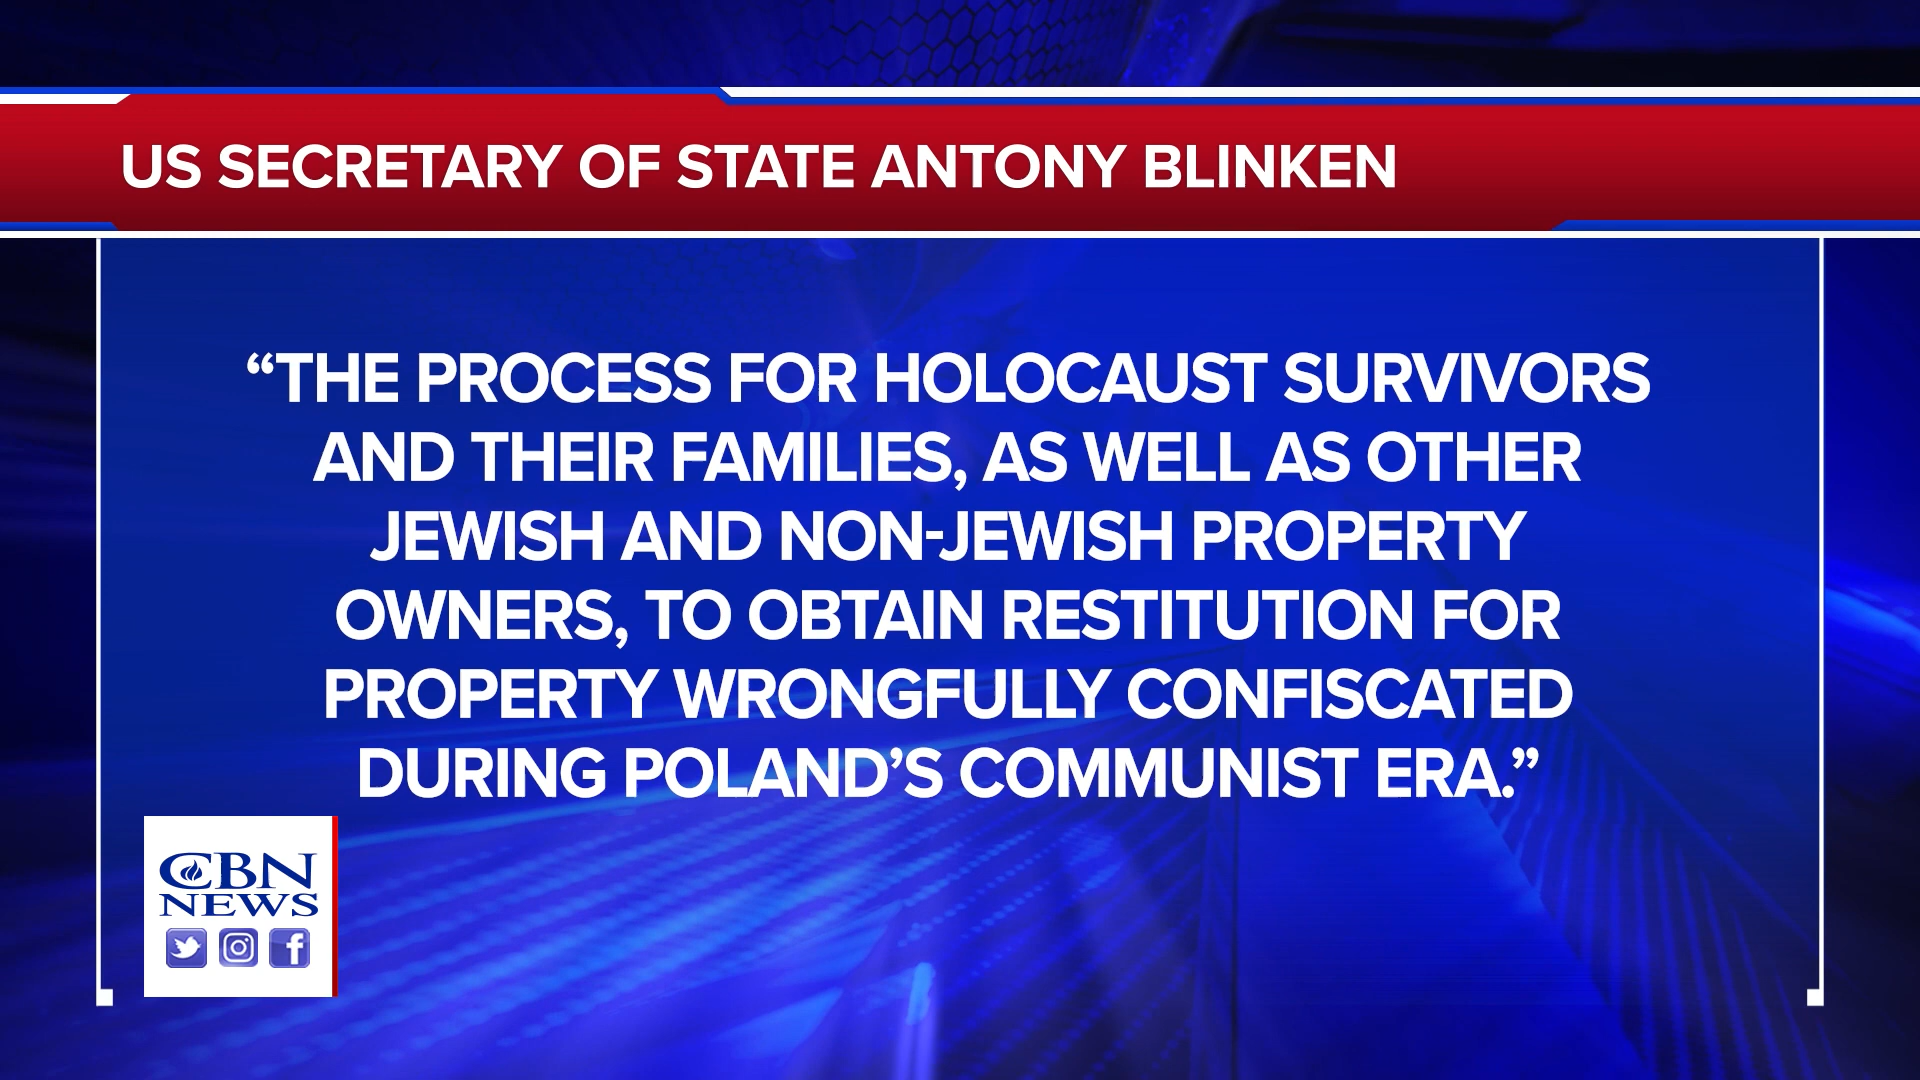 US SECRETARY OF STATE ANTONY BLINKEN
“THE PROCESS FOR HOLOCAUST SURVIVORS
AND THEIR FAMILIES, AS WELL AS OTHER
JEWISH AND NON-JEWISH PROPERTY
OWNERS, TO OBTAIN RESTITUTION FOR
PROPERTY WRONGFULLY CONFISCATED
DURING POLAND’S COMMUNIST ERA.”
CBN
NEWS